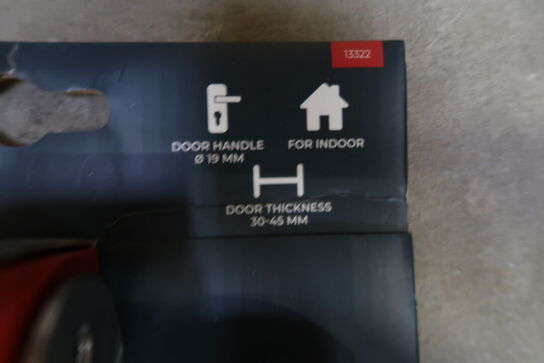 13322
DOOR HANDLE
Ø 19 MM
FOR INDOOR
DOOR THICKNESS
30-45 MM